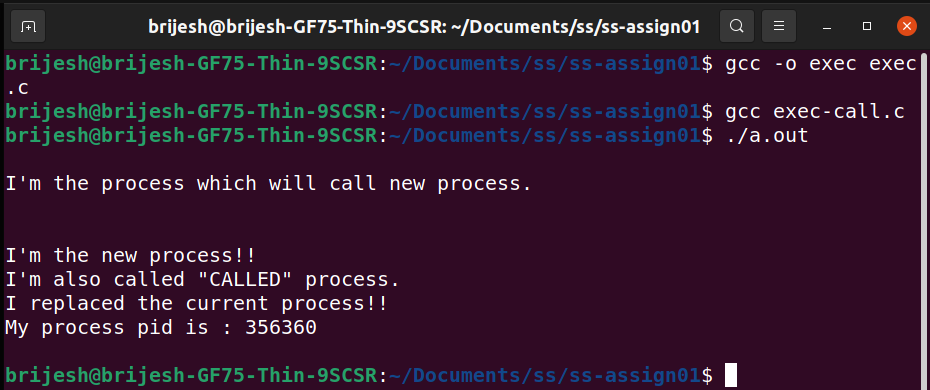 brijesh@brijesh-GF75-Thin-9SCSR: ~/Documents/ss/ss-assign01
brijesh@brijesh-GF75-Thin-9SCSR:~/Documents/ss/ss-assign01$ gcc -o exec exec
.c
brijesh@brijesh-GF75-Thin-9SCSR:~/Documents/ss/ss-assign01$ gcc exec-call.c
brijesh@brijesh-GF75-Thin-9SCSR:~/Documents/ss/ss-assign01$ ./a.out
I'm the process which will call new process.
I'm the new process!!
I'm also called "CALLED" process.
I replaced the current process!!
My process pid is : 356360
brijesh@brijesh-GF75-Thin-9SCSR:~/Documents/ss/ss-assign01$